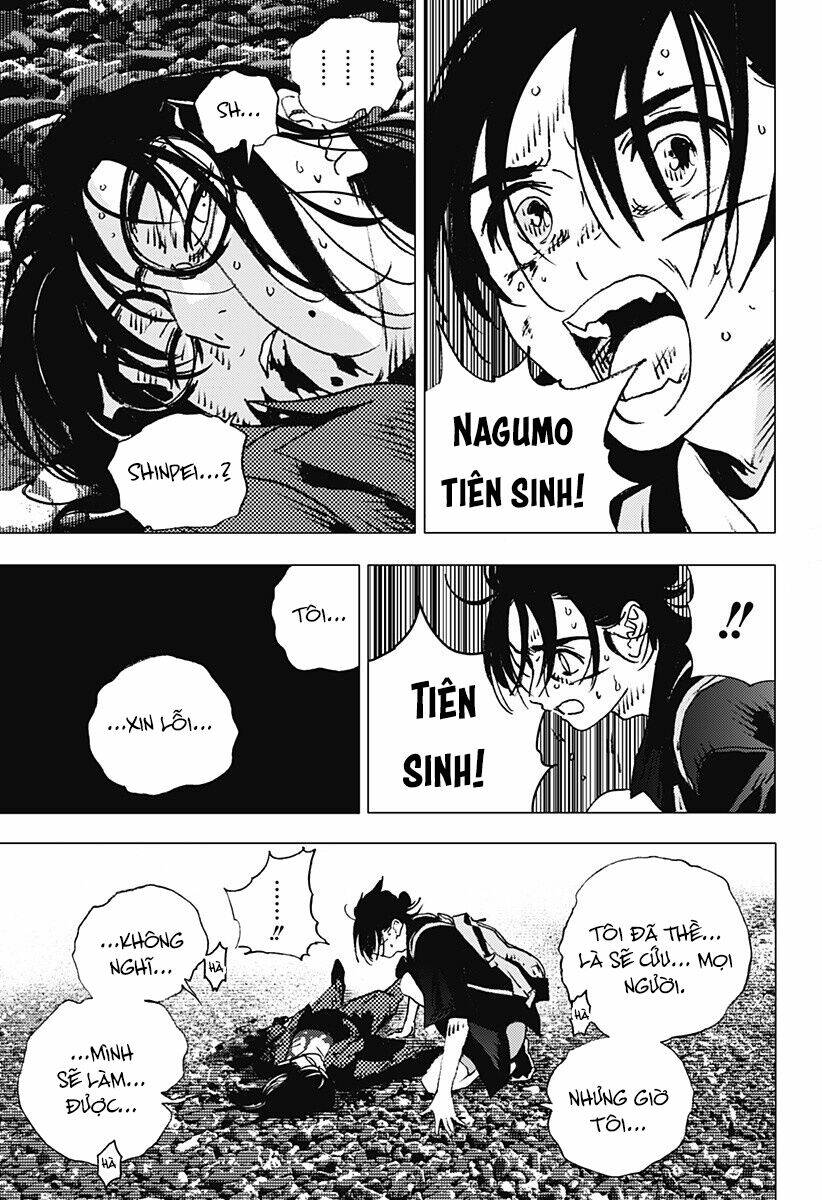 NAGUMO
TIÊN SINH!
......
SH...
SHINPEI...?
!!
TIÊN
SINH!
TÔI...
...XIN LỖI...
TÔI ĐÃ THỀ...
LÀ SẼ CỨU... MỌI
NGƯỜI.
HÀ
NHƯNG GIỜ
TÔI...
......!!
...KHÔNG
NGHĨ...
HÀ
...MÌNH
SẼ LÀM...
ĐƯỢC...
HÀ